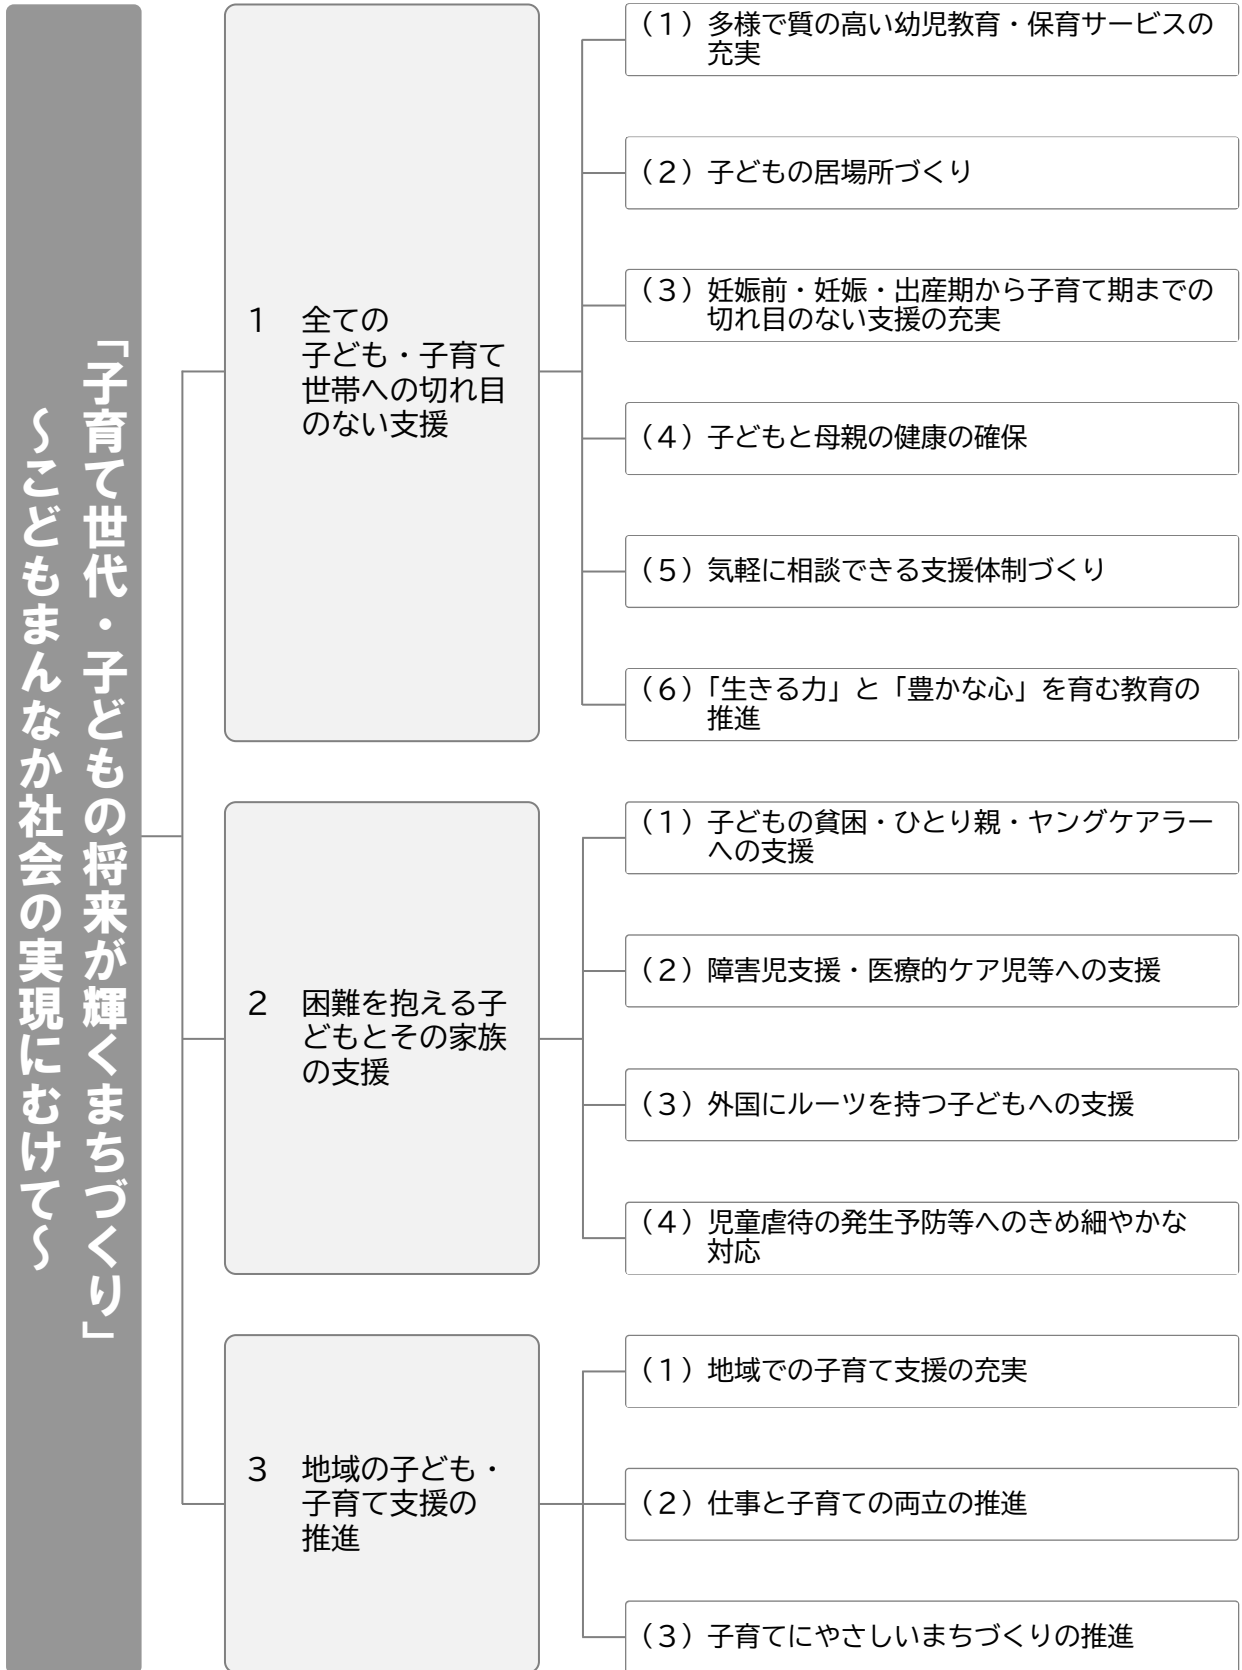 「子育て世代・子どもの将来が輝くまちづくり」
～こどもまんなか社会の実現にむけて～
1　全ての
子ども・子育て
世帯への切れ目
のない支援
（1）多様で質の高い幼児教育・保育サービスの
充実
（2）子どもの居場所づくり
（3）妊娠前・妊娠・出産期から子育て期までの
切れ目のない支援の充実
（4）子どもと母親の健康の確保
（5）気軽に相談できる支援体制づくり
（6）「生きる力」と「豊かな心」を育む教育の
推進
2　困難を抱える子
どもとその家族
の支援
（1）子どもの貧困・ひとり親・ヤングケアラー
への支援
（2）障害児支援・医療的ケア児等への支援
（3）外国にルーツを持つ子どもへの支援
（4）児童虐待の発生予防等へのきめ細やかな
対応
3　地域の子ども・
子育て支援の
推進
（1）地域での子育て支援の充実
（2）仕事と子育ての両立の推進
（3）子育てにやさしいまちづくりの推進